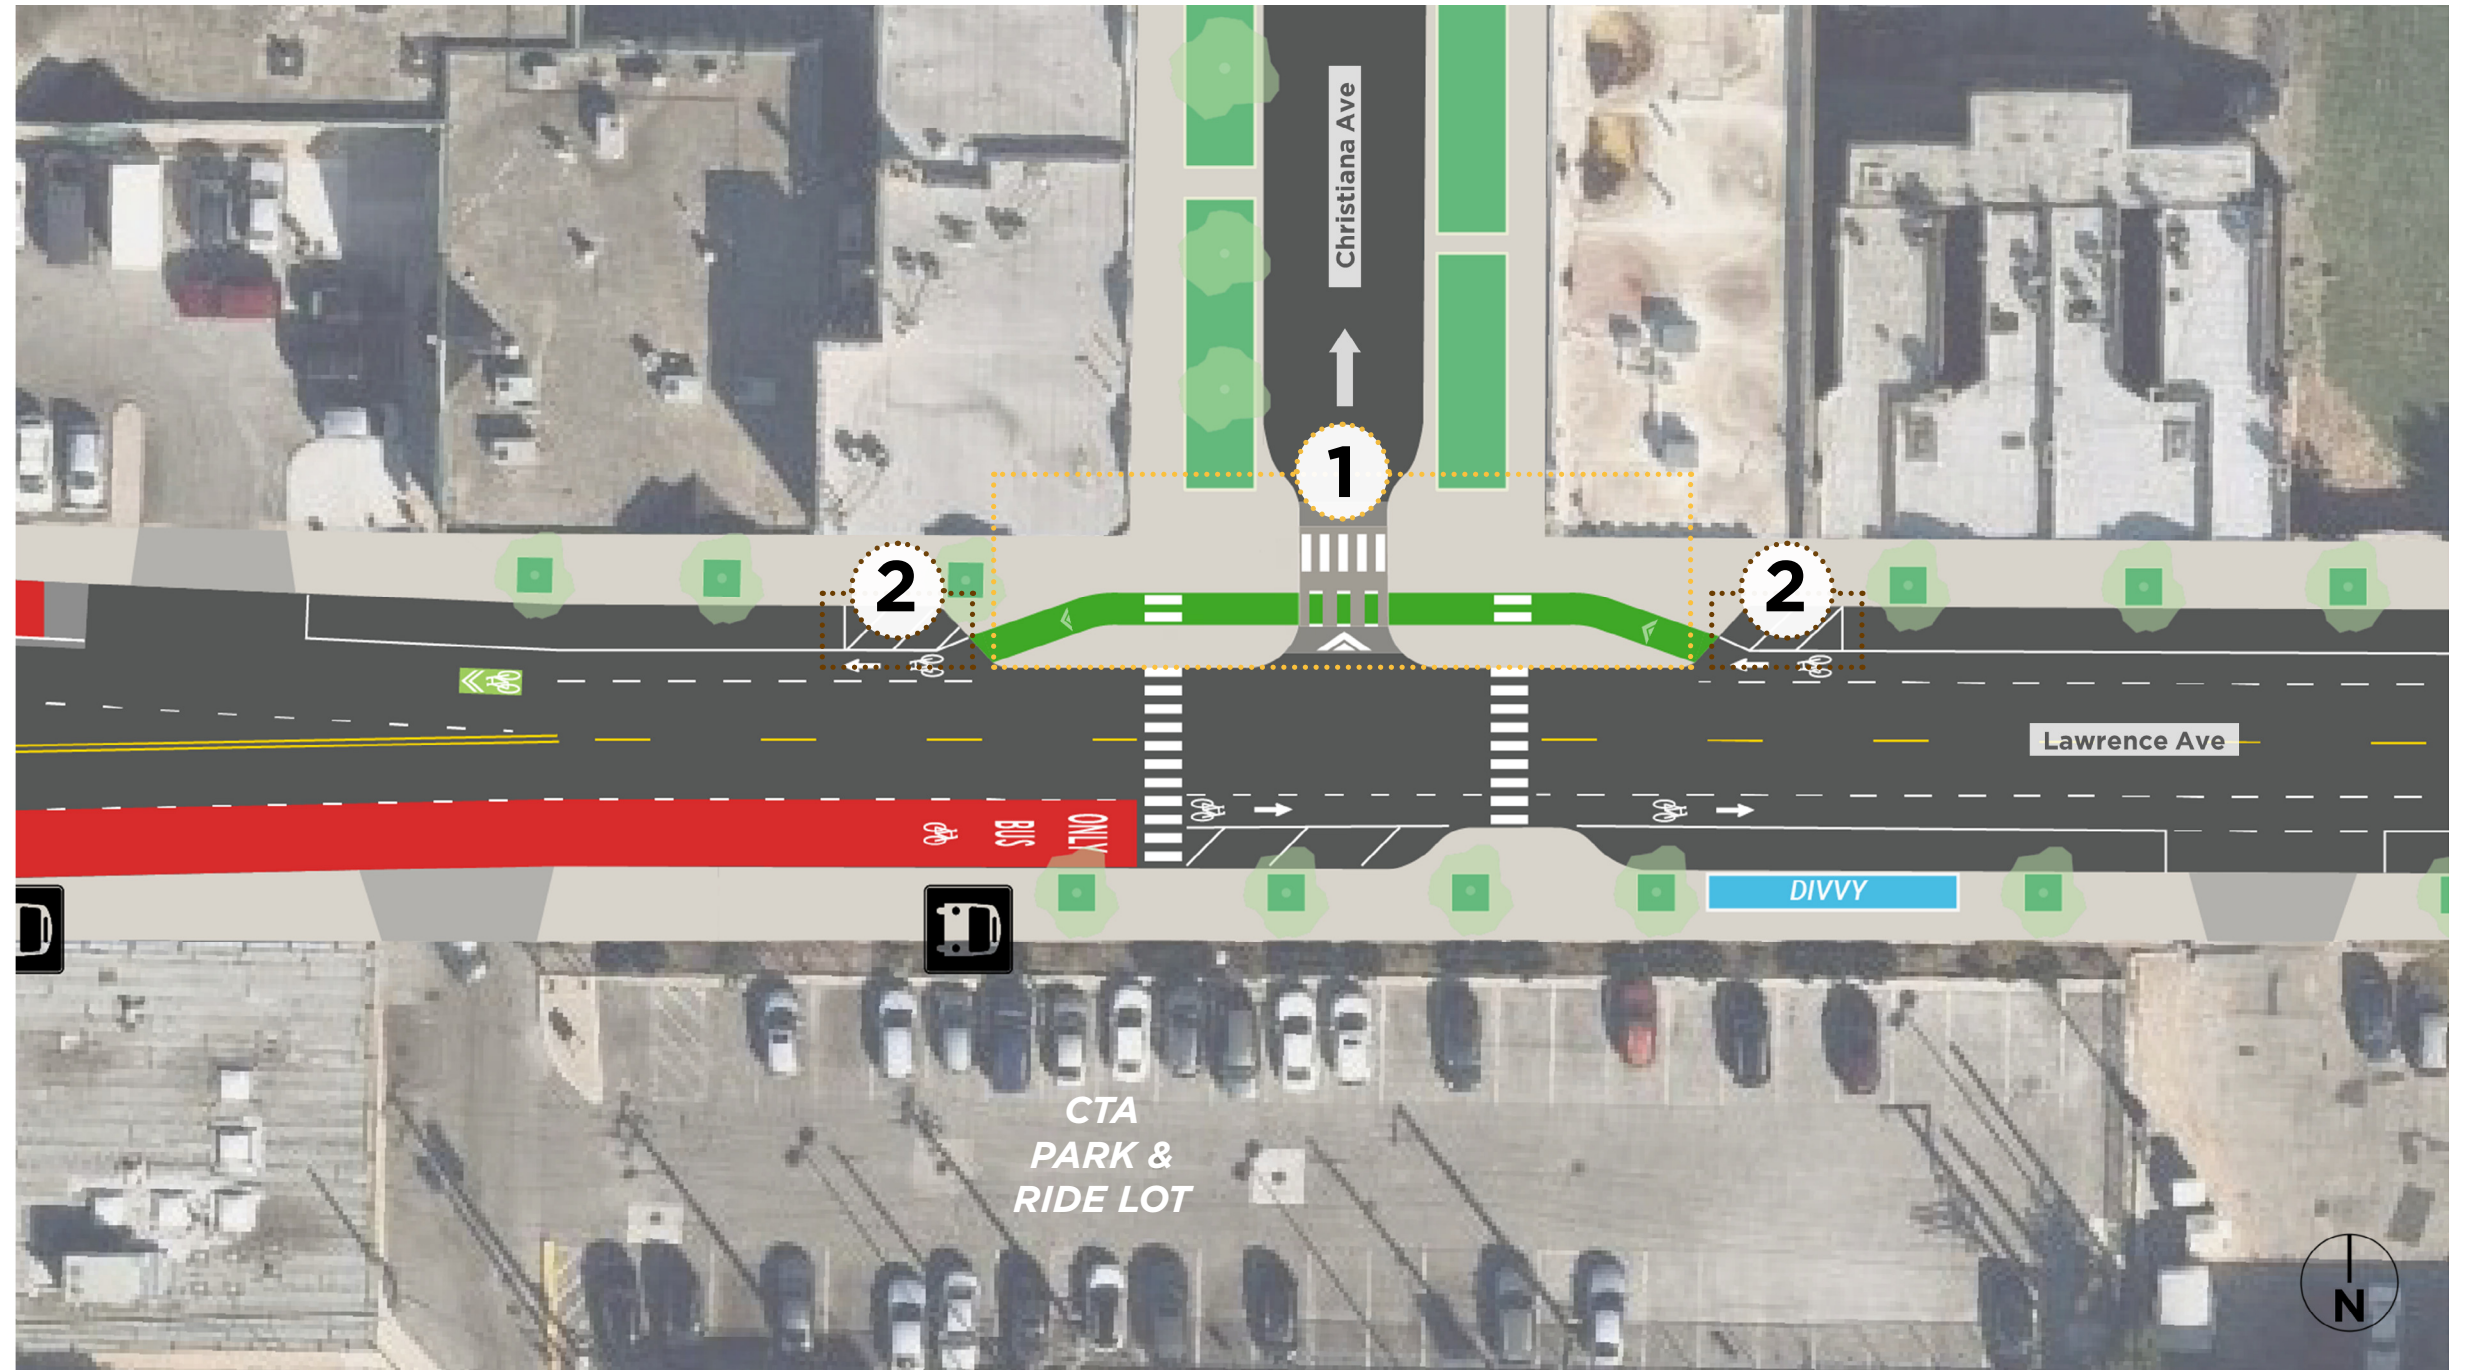 Christiana Ave
1
2
2
Lawrence Ave
ONLY
BUS
DIVVY
CTA
PARK &
RIDE LOT
N